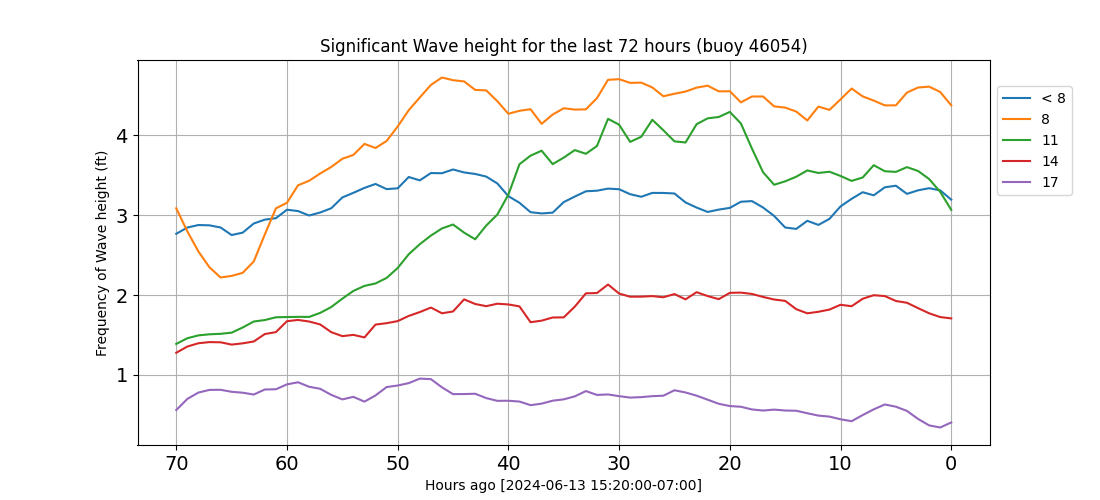 Significant Wave height for the last 72 hours (buoy 46054)
Frequency of Wave height (ft)
4
3
2
1
70 60 50 40 30 20 10 0
Hours ago [2024-06-13 15:20:00-07:00]
< 8
8
11
14
17